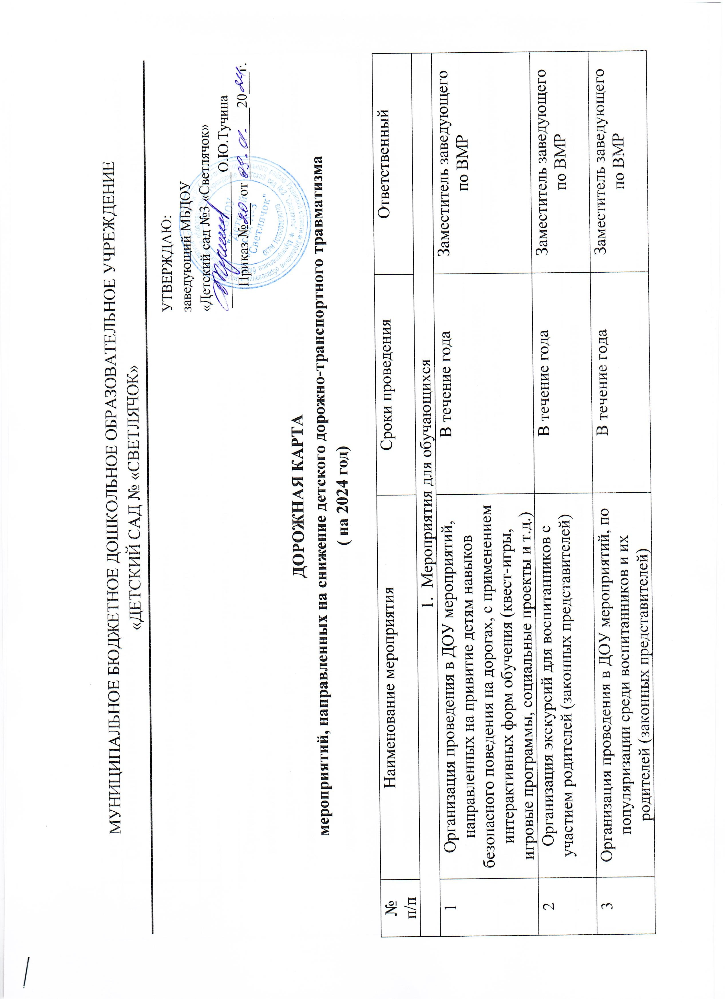 МУНИЦИПАЛЬНОЕ БЮДЖЕТНОЕ ДОШКОЛЬНОЕ ОБРАЗОВАТЕЛЬНОЕ УЧРЕЖДЕНИЕ
«ДЕТСКИЙ САД № «СВЕТЛЯЧОК»
УТВЕРЖДАЮ:
заведующий МБДОУ
«Детский сад №3 «Светлячок»
О.Ю.Тучина
Приказ № 20 от 29.01. 2024г.
"Светлячок"
ДОРОЖНАЯ КАРТА
мероприятий, направленных на снижение детского дорожно-транспортного травматизма
( на 2024 год)
№
п/п
Наименование мероприятия
Сроки проведения
Ответственный
1. Мероприятия для обучающихся
1
Организация проведения в ДОУ мероприятий,
направленных на привитие детям навыков
безопасного поведения на дорогах, с применением
интерактивных форм обучения (квест-игры,
игровые программы, социальные проекты и т.д.)
В течение года
Заместитель заведующего
по ВМР
2
Организация экскурсий для воспитанников с
участием родителей (законных представителей)
В течение года
Заместитель заведующего
по ВМР
3
Организация проведения в ДОУ мероприятий, по
популяризации среди воспитанников и их
родителей (законных представителей)
В течение года
Заместитель заведующего
по ВМР